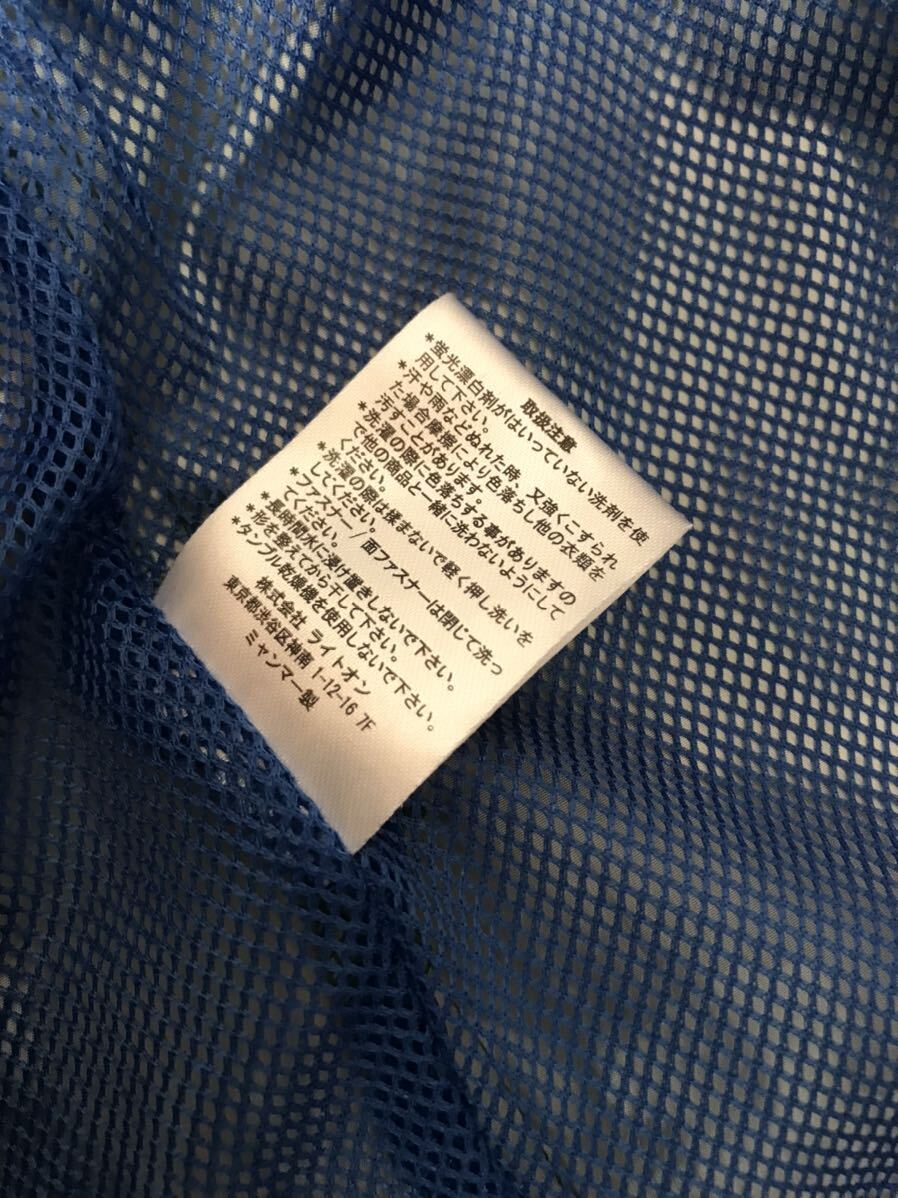 取扱注意
*蛍光漂白剤がはいっていない洗剤を使
用して下さい。
*汗や雨などぬれた時、又強くこすられ
た場合摩擦により色落ちし他の衣類を
汚すことがあります。
*洗濯の際に色落ちする事がありますの
で他の商品と一緒に洗わないようにして
ください。
*洗濯の際は揉まないで軽く押し洗いを
してください。
*ファスナー/面ファスナーは閉じて洗っ
てください。
*長時間水に浸け置きしないで下さい。
*形を整えてから干して下さい。
*タンブル乾燥機を使用しないで下さい。
株式会社 ライトオン
東京都渋谷区神南 1-12-16 7F
ミャンマー製